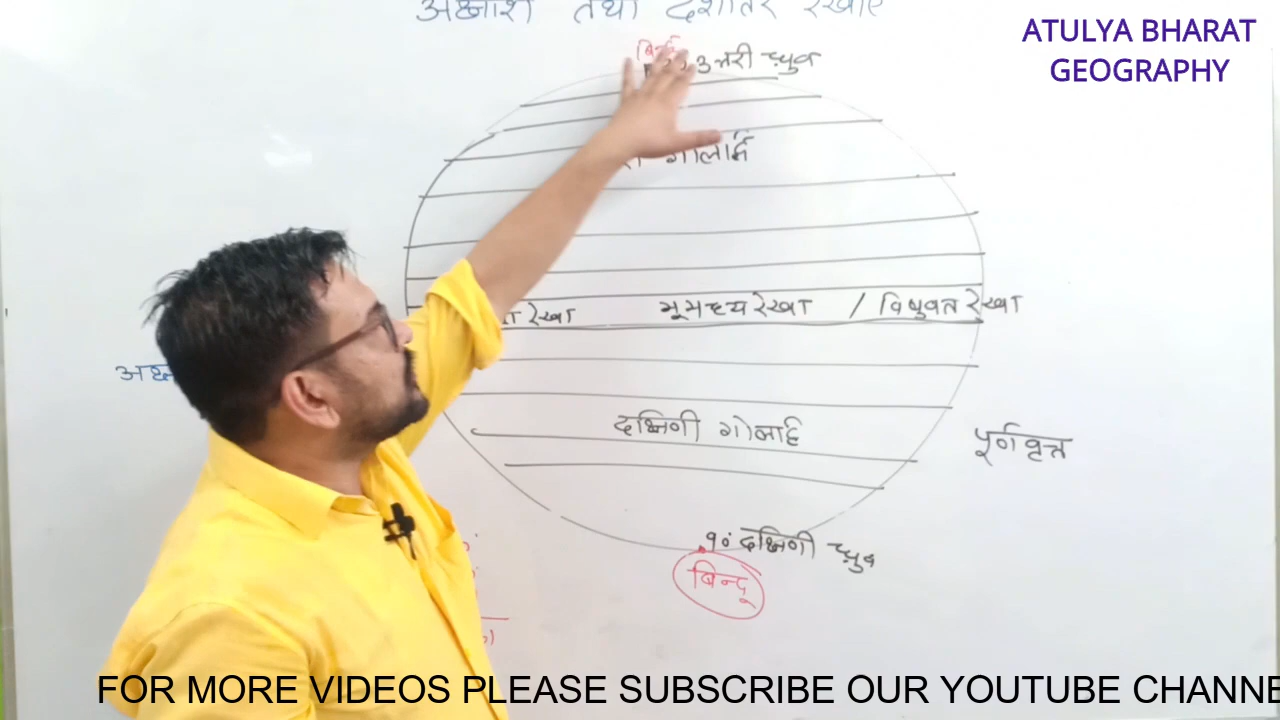 अक्षांश तथा देशांतर रेखाएँ
ATULYA BHARAT
GEOGRAPHY
उत्तरी ध्रुव
गोलार्द्ध
रेखा भूमध्य रेखा / विषुवत रेखा
दक्षिणी गोलार्द्ध
पूर्णवृत्त
90° दक्षिणी ध्रुव
बिन्दू
FOR MORE VIDEOS PLEASE SUBSCRIBE OUR YOUTUBE CHANNE